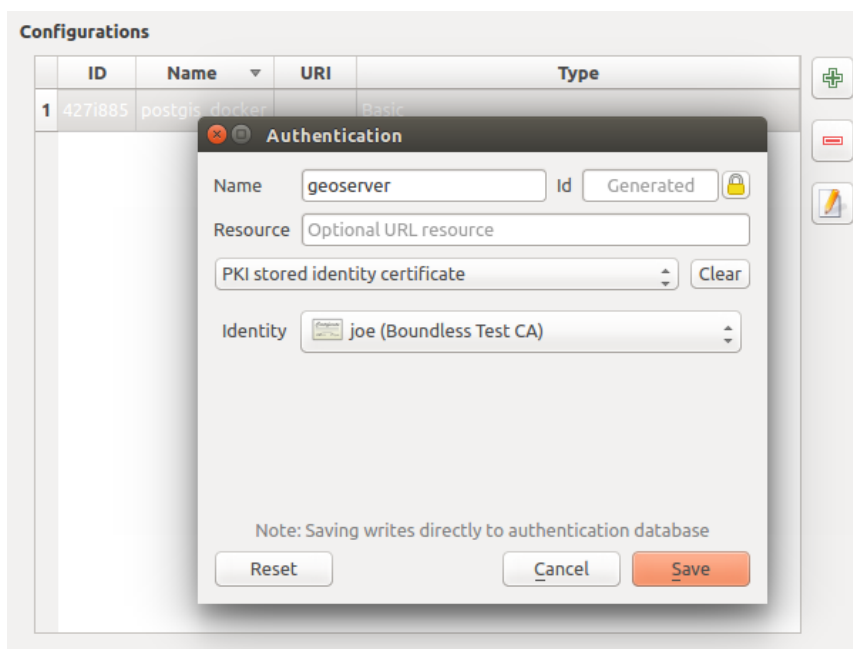 Configurations
ID Name URI Type
1 427i885 postgis_docker Basic
Authentication
Name geoserver Id Generated
Resource Optional URL resource
PKI stored identity certificate Clear
Identity joe (Boundless Test CA)
Note: Saving writes directly to authentication database
Reset Cancel Save